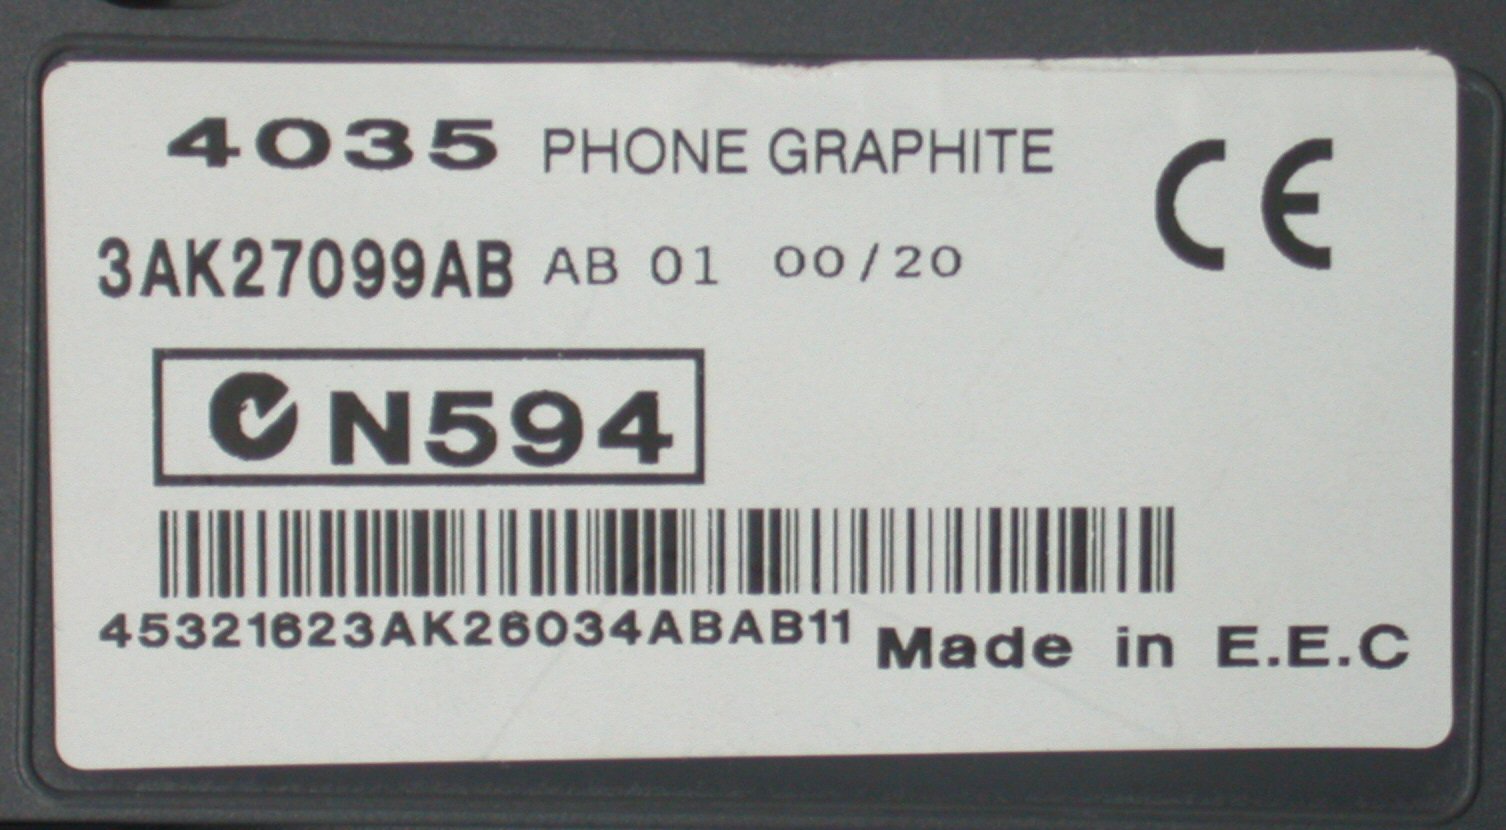 4035 PHONE GRAPHITE
CE
3AK27099AB AB 01 00/20
N594
45321623AK26034ABAB11
Made in E.E.C